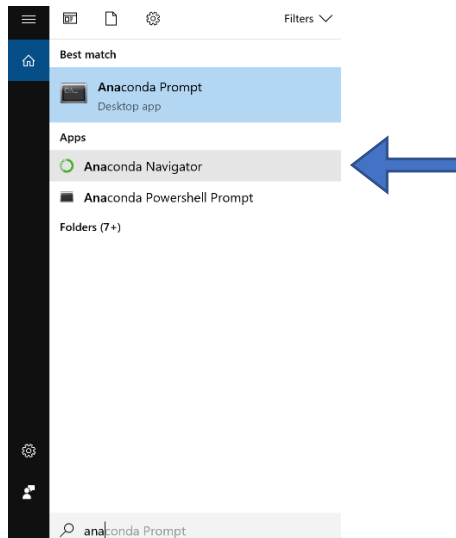 Filters
Best match
Anaconda Prompt
Desktop app
Apps
Anaconda Navigator
Anaconda Powershell Prompt
Folders (7+)
anaconda Prompt